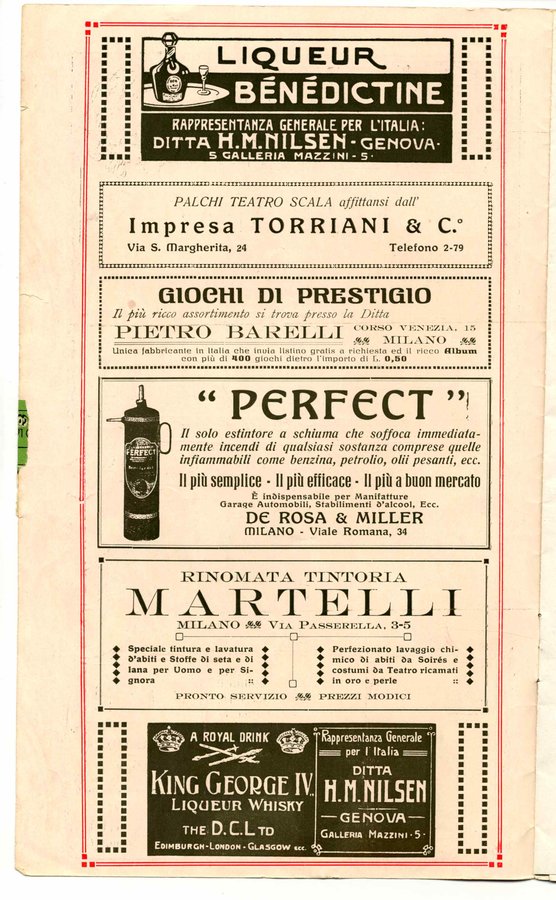 LIQUEUR
BÉNÉDICTINE
RAPPRESENTANZA GENERALE PER L'ITALIA:
DITTA H.M.NILSEN - GENOVA.
5 GALLERIA MAZZINI - 5 ·
PALCHI TEATRO SCALA affittansi dall'
Impresa TORRIANI & C.º
Via S. Margherita, 24 Telefono 2-79
GIOCHI DI PRESTIGIO
Il più ricco assortimento si trova presso la Ditta
PIETRO BARELLI CORSO VENEZIA, 15
MILANO
Unica fabbricante in Italia che invia listino gratis a richiesta ed il ricco Album
con più di 400 giochi dietro l'importo di L. 0,50
PERFECT
“ PERFECT ”
Il solo estintore a schiuma che soffoca immediata-
mente incendi di qualsiasi sostanza comprese quelle
infiammabili come benzina, petrolio, olii pesanti, ecc.
Il più semplice - Il più efficace - Il più a buon mercato
È indispensabile per Manifatture
Garage Automobili, Stabilimenti d'alcool, Ecc.
DE ROSA & MILLER
MILANO - Viale Romana, 34
RINOMATA TINTORIA
MARTELLI
MILANO VIA PASSERELLA, 3-5
Speciale tintura e lavatura
d'abiti e Stoffe di seta e di
lana per Uomo e per Si-
gnora ::
Perfezionato lavaggio chi-
mico di abiti da Soirés e
costumi da Teatro ricamati
in oro e perle ::
PRONTO SERVIZIO PREZZI MODICI
A ROYAL DRINK
KING GEORGE IV..
LIQUEUR WHISKY
THE D.C.LTD
EDIMBURGH-LONDON-GLASGOW ECC.
Rappresentanza Generale
per l'Italia
DITTA
H.M.NILSEN
— GENOVA —
GALLERIA MAZZINI · 5 ·